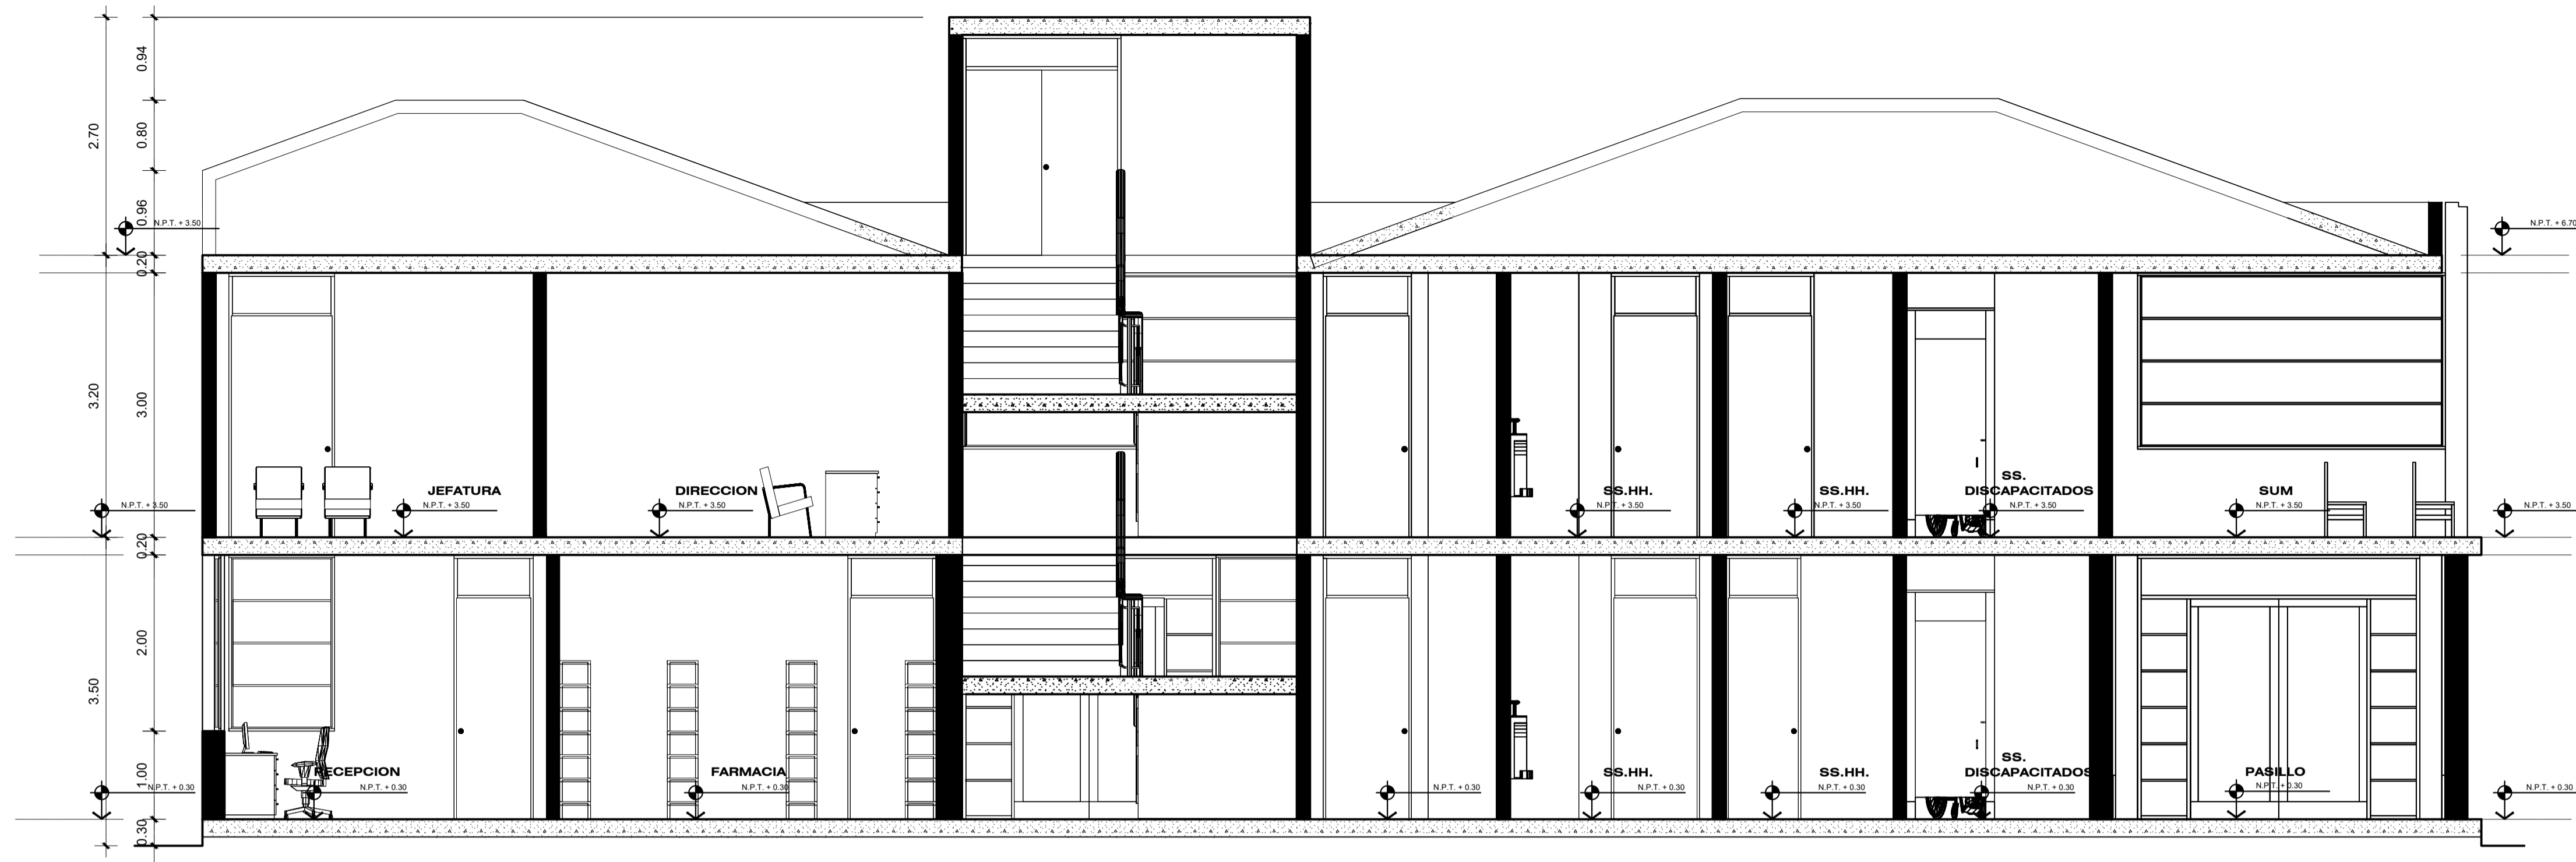 2.70
0.94
0.80
0.96
N.P.T. + 3.50
N.P.T. + 6.70
0.20
3.20
3.00
JEFATURA
N.P.T. + 3.50
DIRECCION
N.P.T. + 3.50
SS.HH.
N.P.T. + 3.50
SS.HH.
N.P.T. + 3.50
SS.
DISCAPACITADOS
N.P.T. + 3.50
SUM
N.P.T. + 3.50
N.P.T. + 3.50
N.P.T. + 3.50
0.20
3.50
2.00
1.00
N.P.T. + 0.30
RECEPCION
N.P.T. + 0.30
FARMACIA
N.P.T. + 0.30
N.P.T. + 0.30
SS.HH.
N.P.T. + 0.30
SS.HH.
N.P.T. + 0.30
SS.
DISCAPACITADOS
N.P.T. + 0.30
PASILLO
N.P.T. + 0.30
N.P.T. + 0.30
0.30